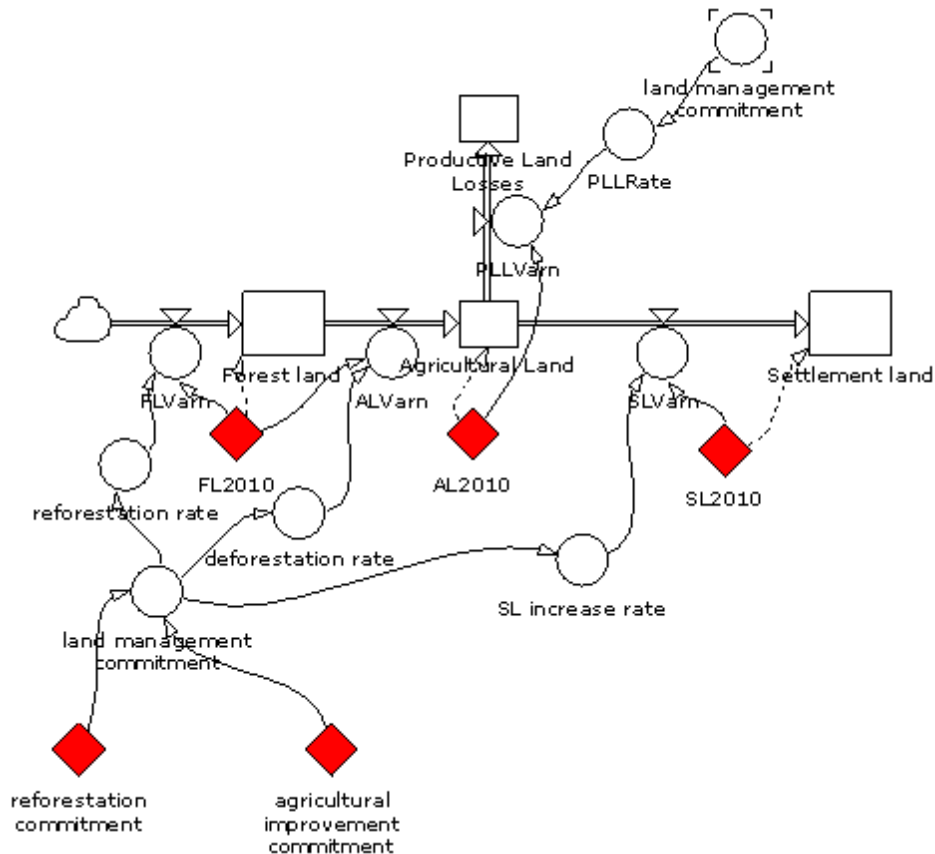 land management
commitment
Productive Land
Losses
PLLRate
PLLVarn
Forest land
Agricultural Land
Settlement land
FLVarn
ALVarn
SLVarn
FL2010
AL2010
SL2010
reforestation rate
deforestation rate
SL increase rate
land management
commitment
reforestation
commitment
agricultural
improvement
commitment